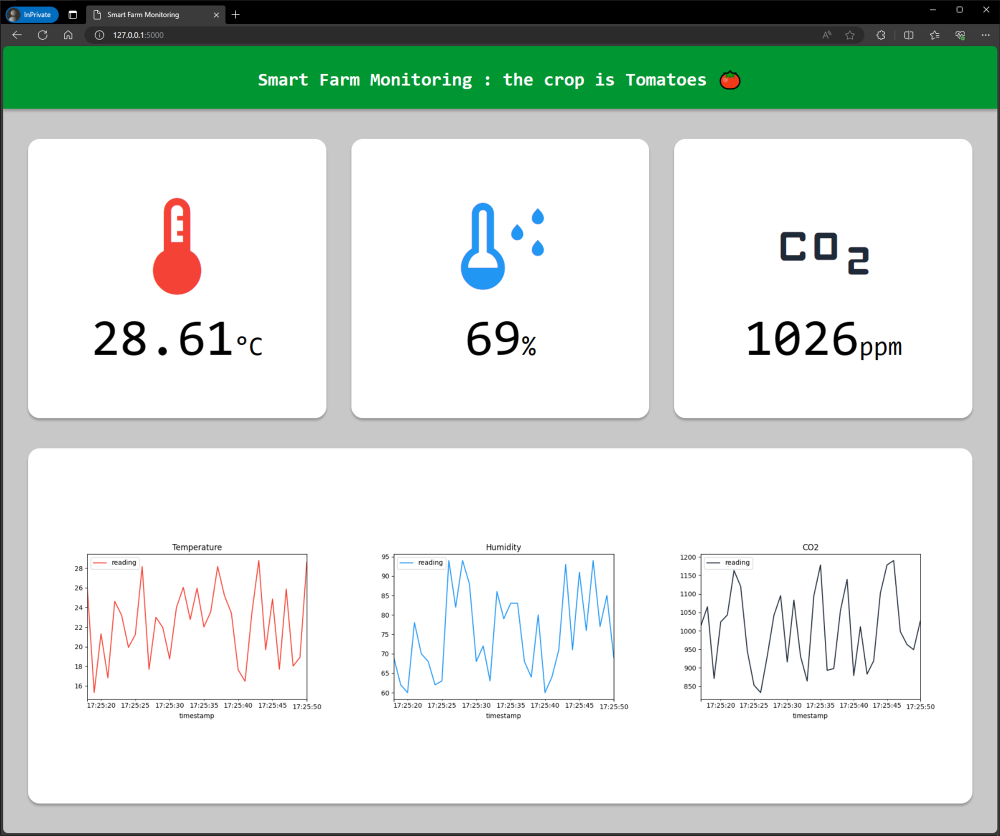 InPrivate
Smart Farm Monitoring
127.0.0.1:5000
Smart Farm Monitoring : the crop is Tomatoes
28.61°C
69%
CO2
1026ppm
Temperature
reading
28
26
24
22
20
18
16
17:25:20 17:25:25 17:25:30 17:25:35 17:25:40 17:25:45 17:25:50
timestamp
Humidity
reading
95
90
85
80
75
70
65
60
17:25:20 17:25:25 17:25:30 17:25:35 17:25:40 17:25:45 17:25:50
timestamp
CO2
reading
1200
1150
1100
1050
1000
950
900
850
17:25:20 17:25:25 17:25:30 17:25:35 17:25:40 17:25:45 17:25:50
timestamp